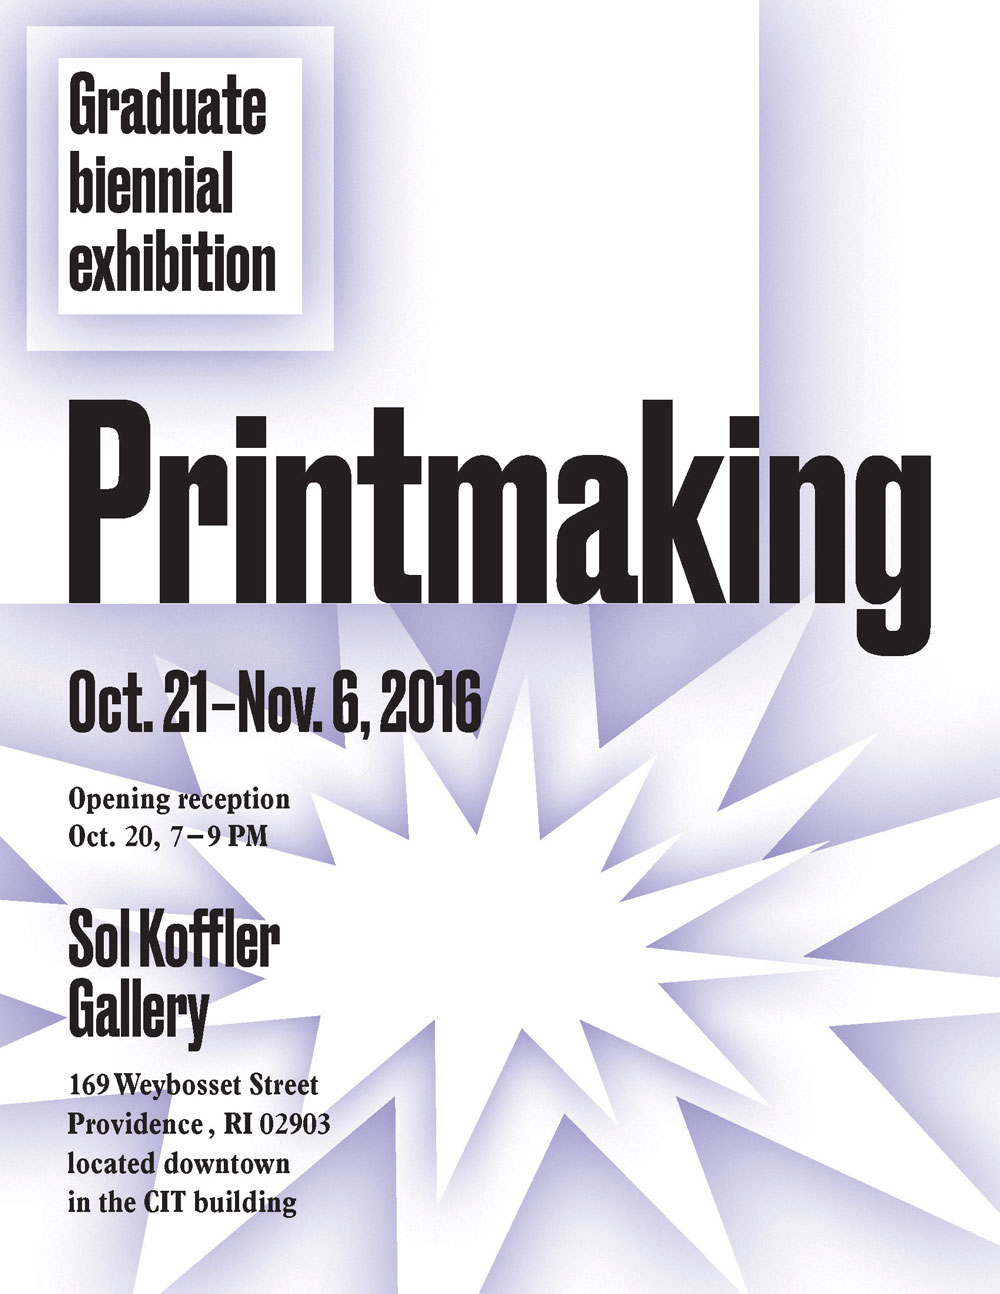 Graduate
biennial
exhibition
Printmaking
Oct. 21–Nov. 6, 2016
Opening reception
Oct. 20, 7–9 PM
Sol Koffler
Gallery
169 Weybosset Street
Providence, RI 02903
located downtown
in the CIT building